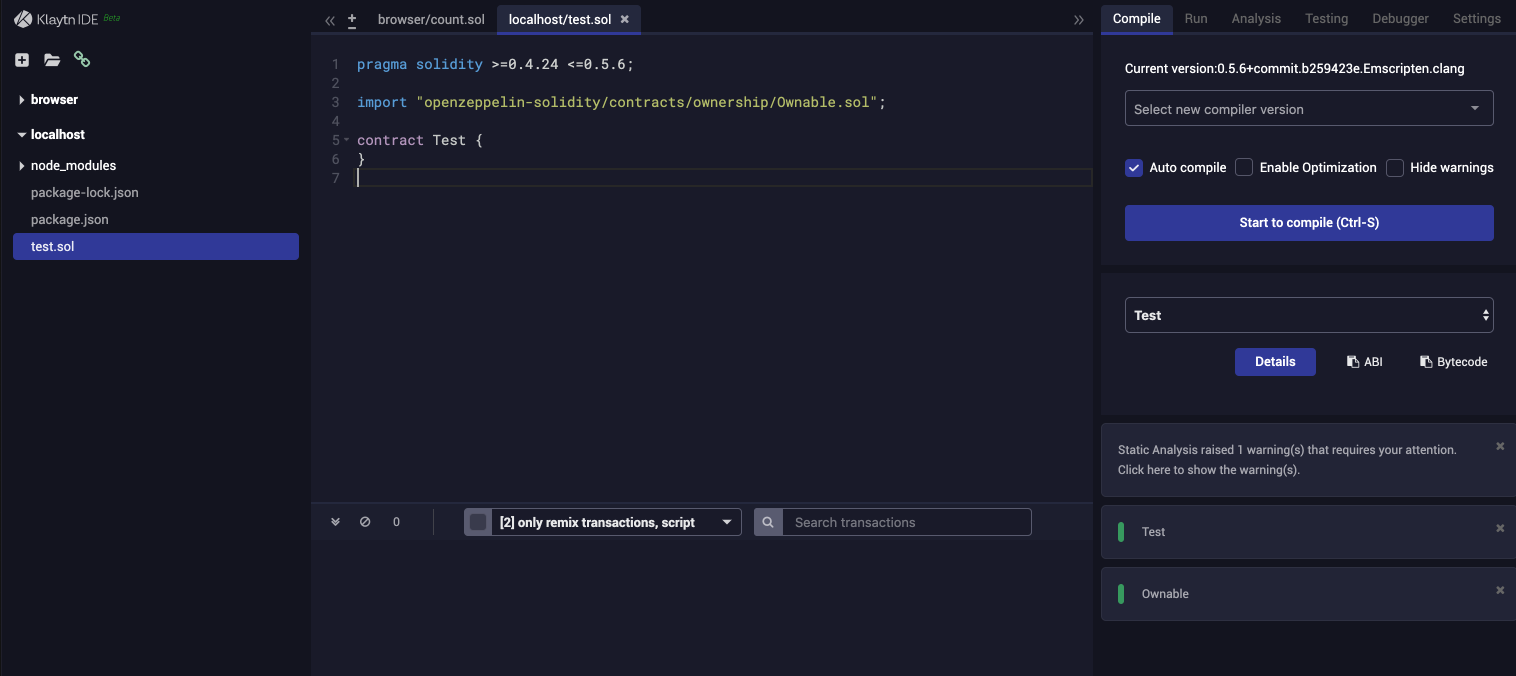 Klaytn IDE Beta
browser
localhost
node_modules
package-lock.json
package.json
test.sol
browser/count.sol
localhost/test.sol
1 pragma solidity >=0.4.24 <=0.5.6;
2
3 import "openzeppelin-solidity/contracts/ownership/Ownable.sol";
4
5 contract Test {
6 }
7
0
[2] only remix transactions, script
Search transactions
Compile Run Analysis Testing Debugger Settings
Current version:0.5.6+commit.b259423e.Emscripten.clang
Select new compiler version
Auto compile Enable Optimization Hide warnings
Start to compile (Ctrl-S)
Test
Details ABI Bytecode
Static Analysis raised 1 warning(s) that requires your attention.
Click here to show the warning(s).
Test
Ownable